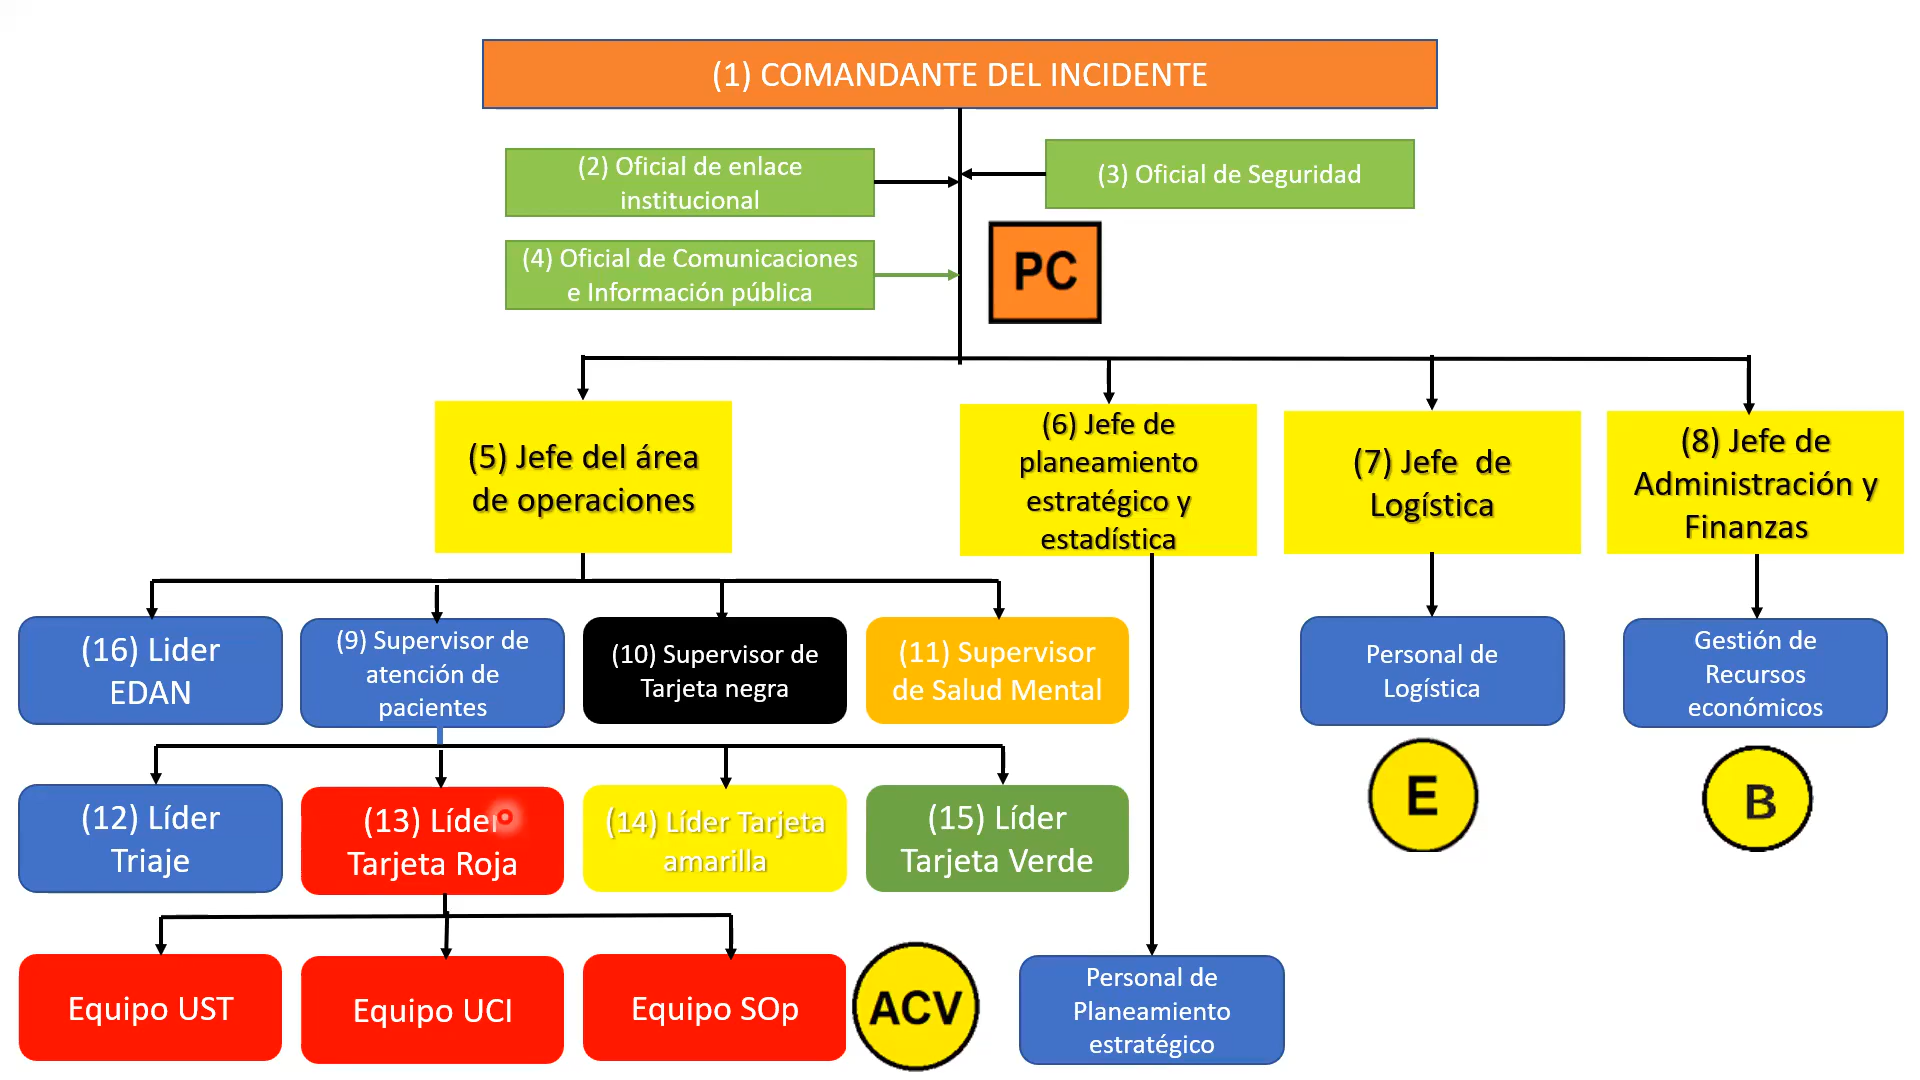 (1) COMANDANTE DEL INCIDENTE
(2) Oficial de enlace
institucional
(3) Oficial de Seguridad
(4) Oficial de Comunicaciones
e Información pública
PC
(5) Jefe del área
de operaciones
(6) Jefe de
planeamiento
estratégico y
estadística
(7) Jefe de
Logística
(8) Jefe de
Administración y
Finanzas
(16) Lider
EDAN
(9) Supervisor de
atención de
pacientes
(10) Supervisor de
Tarjeta negra
(11) Supervisor
de Salud Mental
Personal de
Logística
Gestión de
Recursos
económicos
E
B
(12) Líder
Triaje
(13) Líder
Tarjeta Roja
(14) Líder Tarjeta
amarilla
(15) Líder
Tarjeta Verde
Equipo UST
Equipo UCI
Equipo SOp
ACV
Personal de
Planeamiento
estratégico